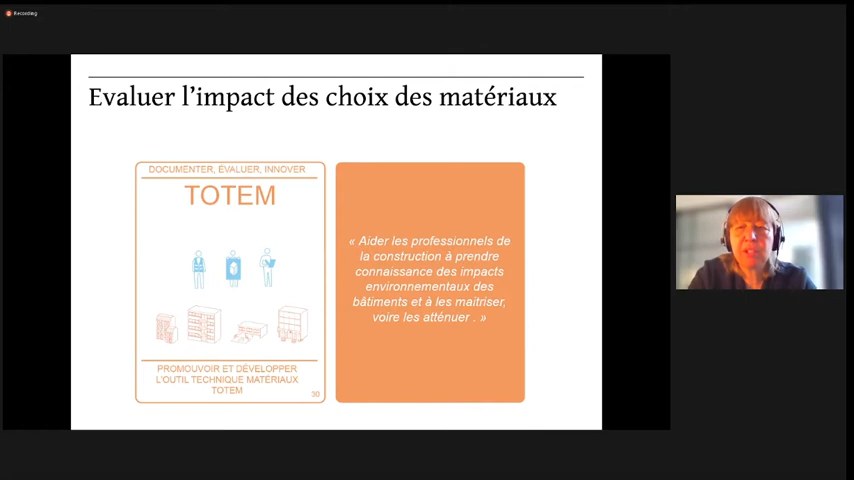 Recording
Evaluer l'impact des choix des matériaux
DOCUMENTER, ÉVALUER, INNOVER
TOTEM
PROMOUVOIR ET DÉVELOPPER
L'OUTIL TECHNIQUE MATÉRIAUX
TOTEM
30
« Aider les professionnels de
la construction à prendre
connaissance des impacts
environnementaux des
bâtiments et à les maitriser,
voire les atténuer . »